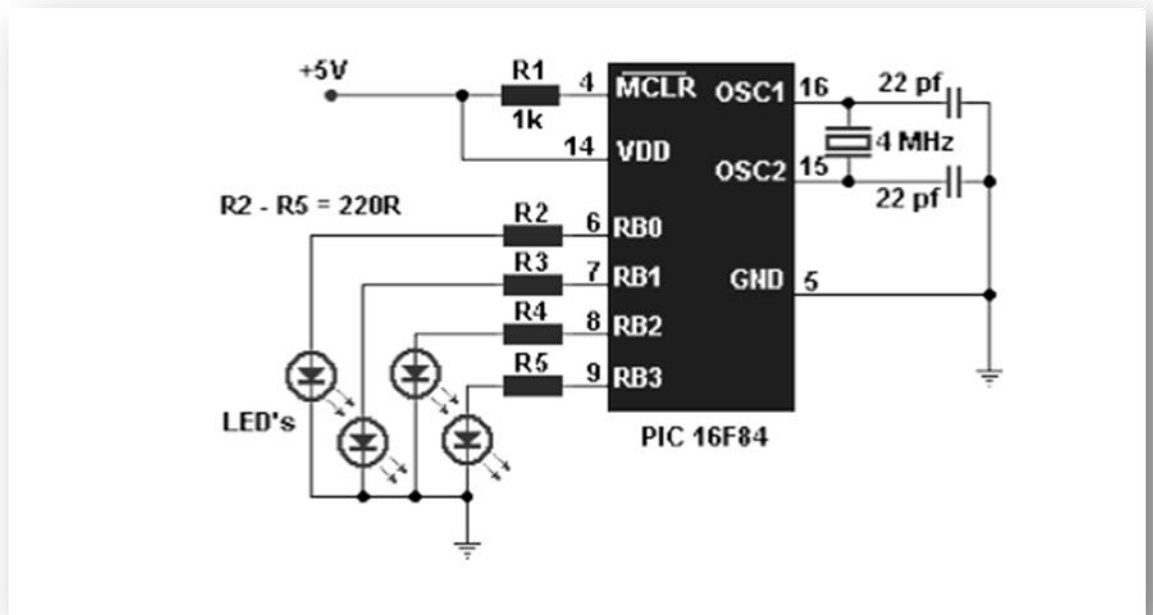 +5V
R1
1k
4
MCLR
OSC1
16
22 pf
14
VDD
4 MHz
OSC2
15
22 pf
R2 - R5 = 220R
R2
6
RB0
R3
7
RB1
GND
5
R4
8
RB2
R5
9
RB3
LED's
PIC 16F84